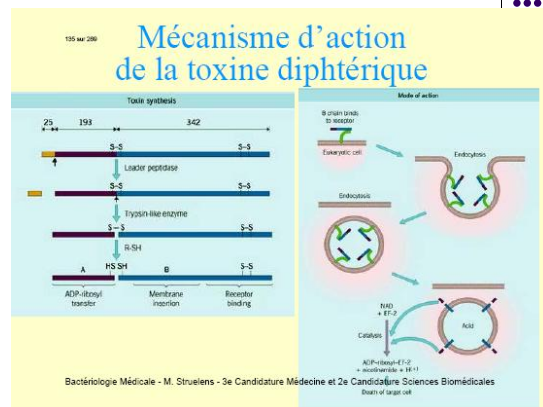 135 sur 269
Mécanisme d’action
de la toxine diphtérique
Toxin synthesis
25 193 342
S–S S–S
Leader peptidase
S–S S–S
Trypsin-like enzyme
S–S S–S
R-SH
A HS SH B S–S
ADP-ribosyl
transfer
Membrane
insertion
Receptor
binding
Mode of action
B chain binds
to receptor
Eukaryotic cell
Endocytosis
Endocytosis
NAD
+ EF-2
Catalysis
Acid
ADP-ribosyl-EF-2
+ nicotinamide + H(+)
Death of target cell
Bactériologie Médicale - M. Struelens - 3e Candidature Médecine et 2e Candidature Sciences Biomédicales